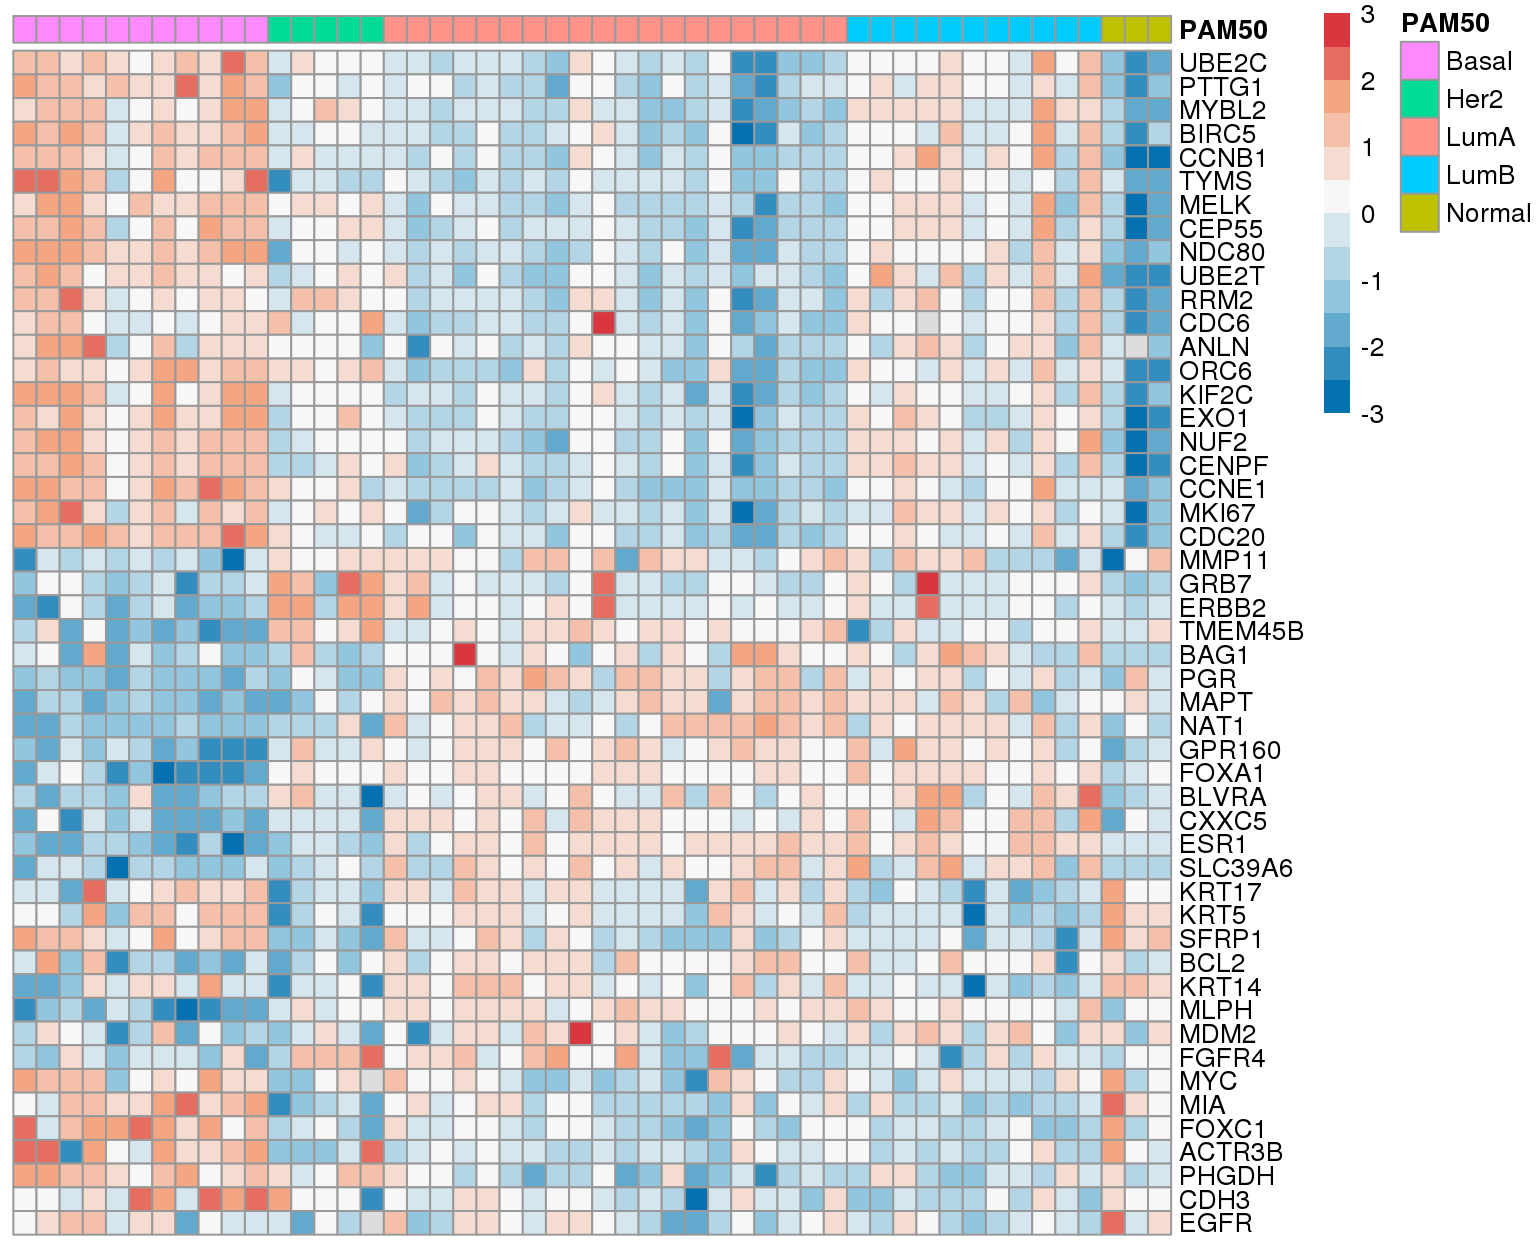 PAM50
UBE2C
PTTG1
MYBL2
BIRC5
CCNB1
TYMS
MELK
CEP55
NDC80
UBE2T
RRM2
CDC6
ANLN
ORC6
KIF2C
EXO1
NUF2
CENPF
CCNE1
MKI67
CDC20
MMP11
GRB7
ERBB2
TMEM45B
BAG1
PGR
MAPT
NAT1
GPR160
FOXA1
BLVRA
CXXC5
ESR1
SLC39A6
KRT17
KRT5
SFRP1
BCL2
KRT14
MLPH
MDM2
FGFR4
MYC
MIA
FOXC1
ACTR3B
PHGDH
CDH3
EGFR
3
2
1
0
-1
-2
-3
PAM50
Basal
Her2
LumA
LumB
Normal